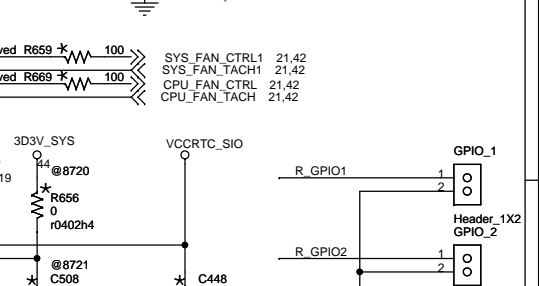 ved R659 * 100
SYS_FAN_CTRL1 21,42
SYS_FAN_TACH1 21,42
ved R669 * 100
CPU_FAN_CTRL 21,42
CPU_FAN_TACH 21,42
3D3V_SYS
VCCRTC_SIO
44
@8720
19
* R656
0
r0402h4
GPIO_1
R_GPIO1 1
2
Header_1X2
GPIO_2
R_GPIO2 1
2
@8721
* C508
* C448